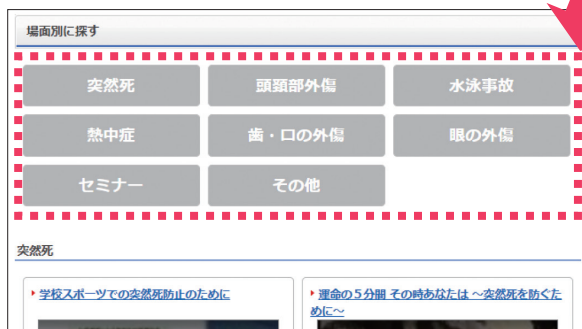 場面別に探す
突然死
頭頚部外傷
水泳事故
熱中症
歯・口の外傷
眼の外傷
セミナー
その他
突然死
学校スポーツでの突然死防止のために
運命の5分間 その時あなたは ～突然死を防ぐた
めに～